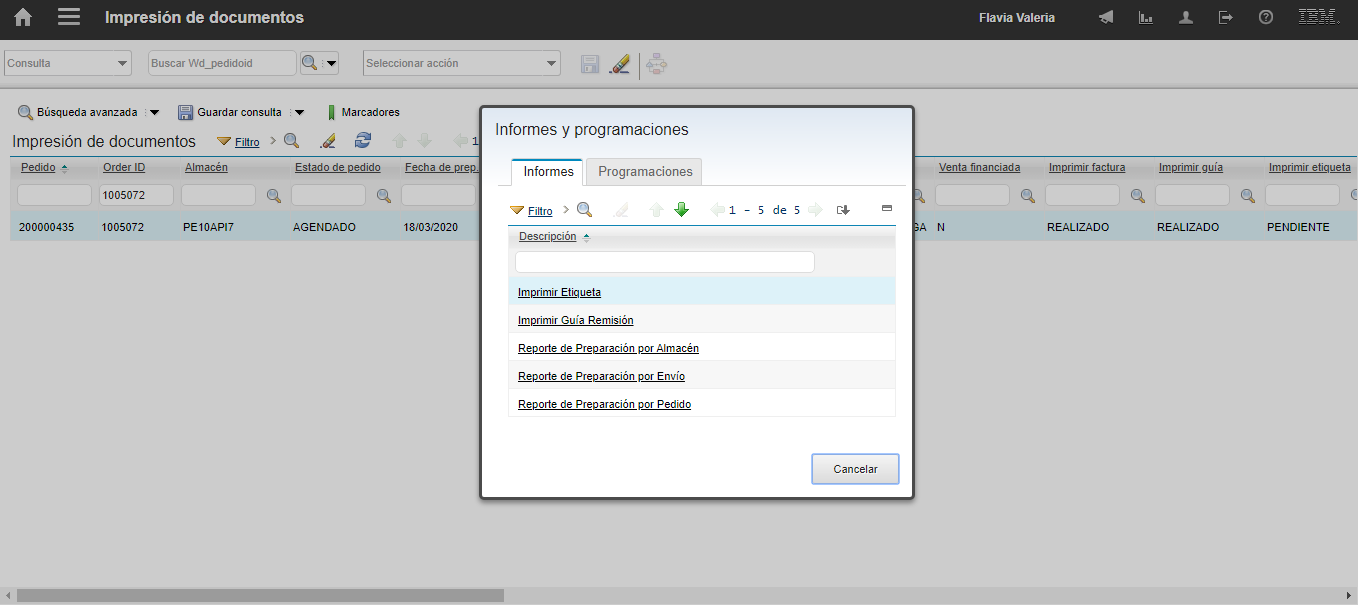 Impresión de documentos
Flavia Valeria
IBM.
Consulta
Buscar Wd_pedidoid
Seleccionar acción
Búsqueda avanzada
Guardar consulta
Marcadores
Impresión de documentos
Filtro
1
Pedido
Order ID
Almacén
Estado de pedido
Fecha de prep.
Venta financiada
Imprimir factura
Imprimir guía
Imprimir etiqueta
1005072
200000435
1005072
PE10API7
AGENDADO
18/03/2020
GA
N
REALIZADO
REALIZADO
PENDIENTE
Informes y programaciones
Informes
Programaciones
Filtro
1 - 5 de 5
Descripción
Imprimir Etiqueta
Imprimir Guía Remisión
Reporte de Preparación por Almacén
Reporte de Preparación por Envío
Reporte de Preparación por Pedido
Cancelar